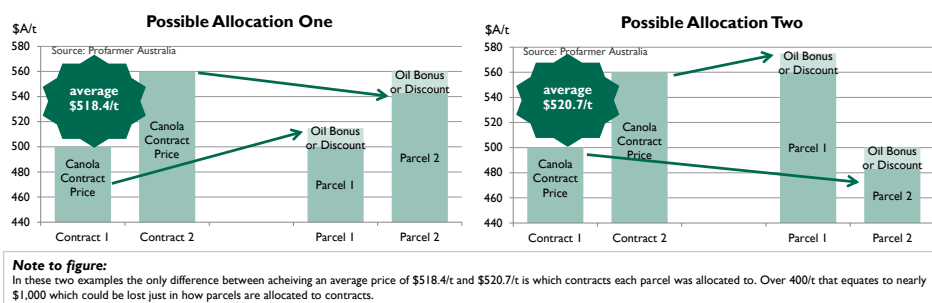 Possible Allocation One
$A/t
Source: Profarmer Australia
580
560
540
520
500
480
460
440
average
$518.4/t
Canola
Contract
Price
Canola
Contract
Price
Oil Bonus
or Discount
Parcel 1
Oil Bonus
or Discount
Parcel 2
Contract 1
Contract 2
Parcel 1
Parcel 2
Possible Allocation Two
$A/t
Source: Profarmer Australia
580
560
540
520
500
480
460
440
average
$520.7/t
Canola
Contract
Price
Canola
Contract
Price
Oil Bonus
or Discount
Parcel 1
Oil Bonus
or Discount
Parcel 2
Contract 1
Contract 2
Parcel 1
Parcel 2
Note to figure:
In these two examples the only difference between acheiving an average price of $518.4/t and $520.7/t is which contracts each parcel was allocated to. Over 400/t that equates to nearly
$1,000 which could be lost just in how parcels are allocated to contracts.